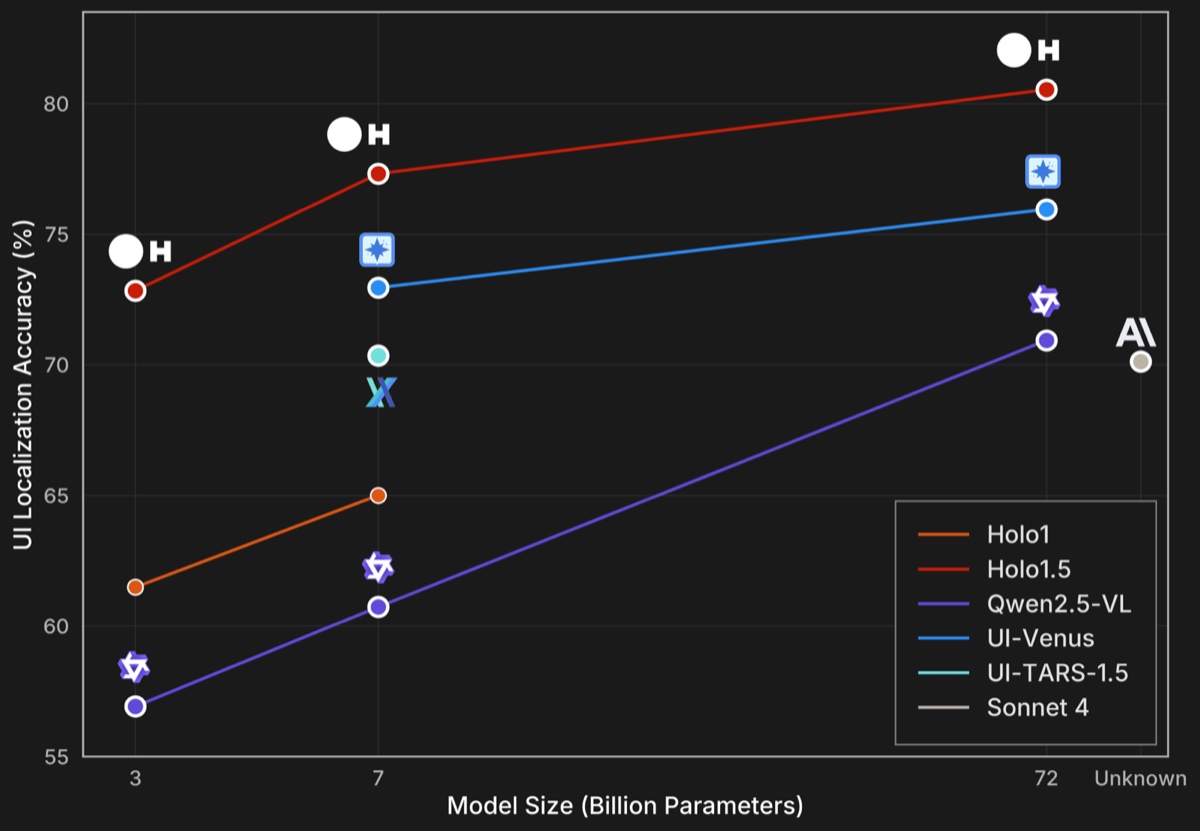 H
H
H
A\
80
75
70
65
60
55
UI Localization Accuracy (%)
3
7
72
Unknown
Model Size (Billion Parameters)
Holo1
Holo1.5
Qwen2.5-VL
UI-Venus
UI-TARS-1.5
Sonnet 4